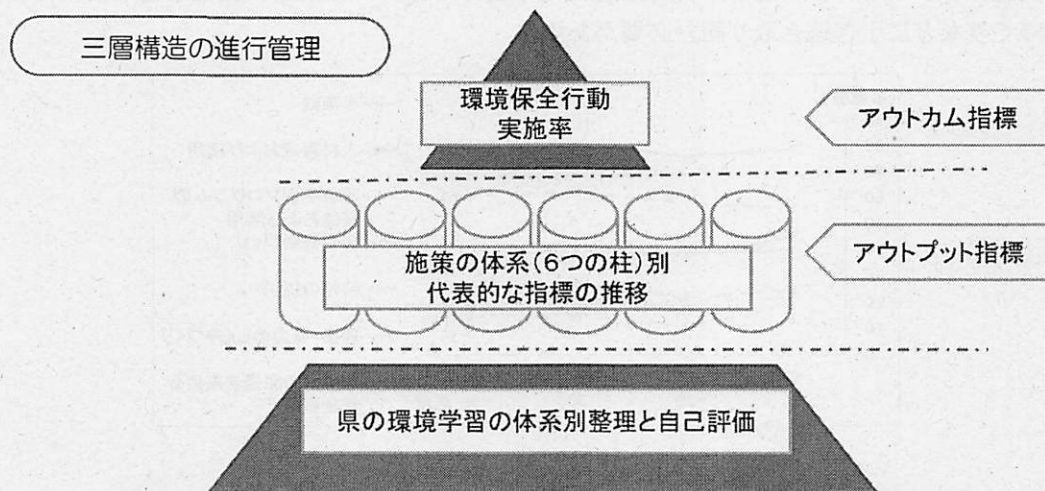 三層構造の進行管理
環境保全行動
実施率
アウトカム指標
施策の体系(6つの柱)別
代表的な指標の推移
アウトプット指標
県の環境学習の体系別整理と自己評価